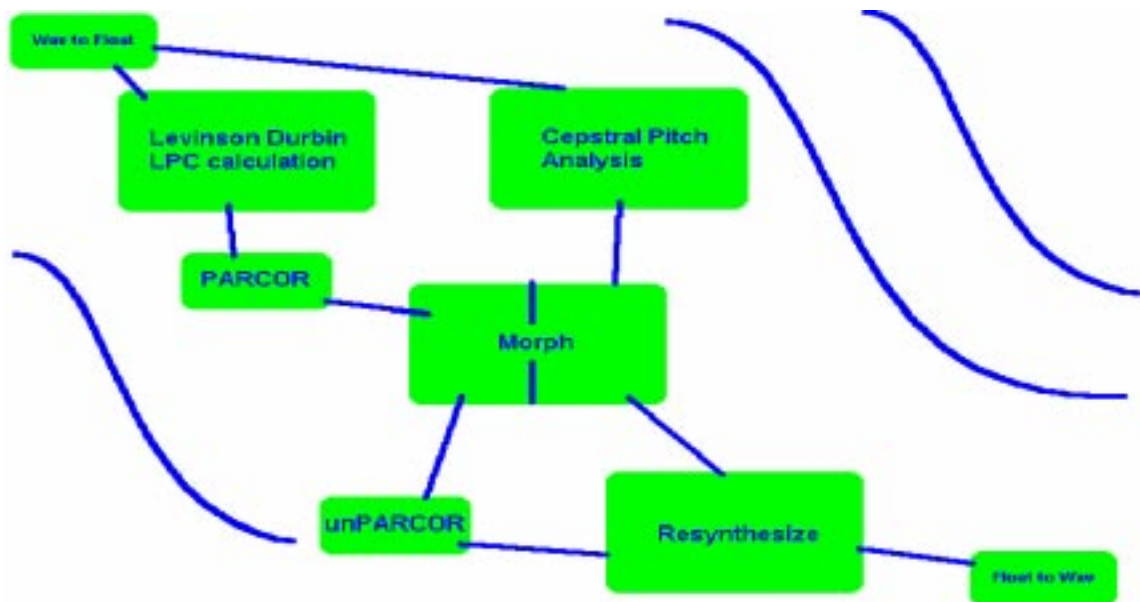 Wav to Float
Levinson Durbin
LPC calculation
Cepstral Pitch
Analysis
PARCOR
Morph
unPARCOR
Resynthesize
Float to Wav